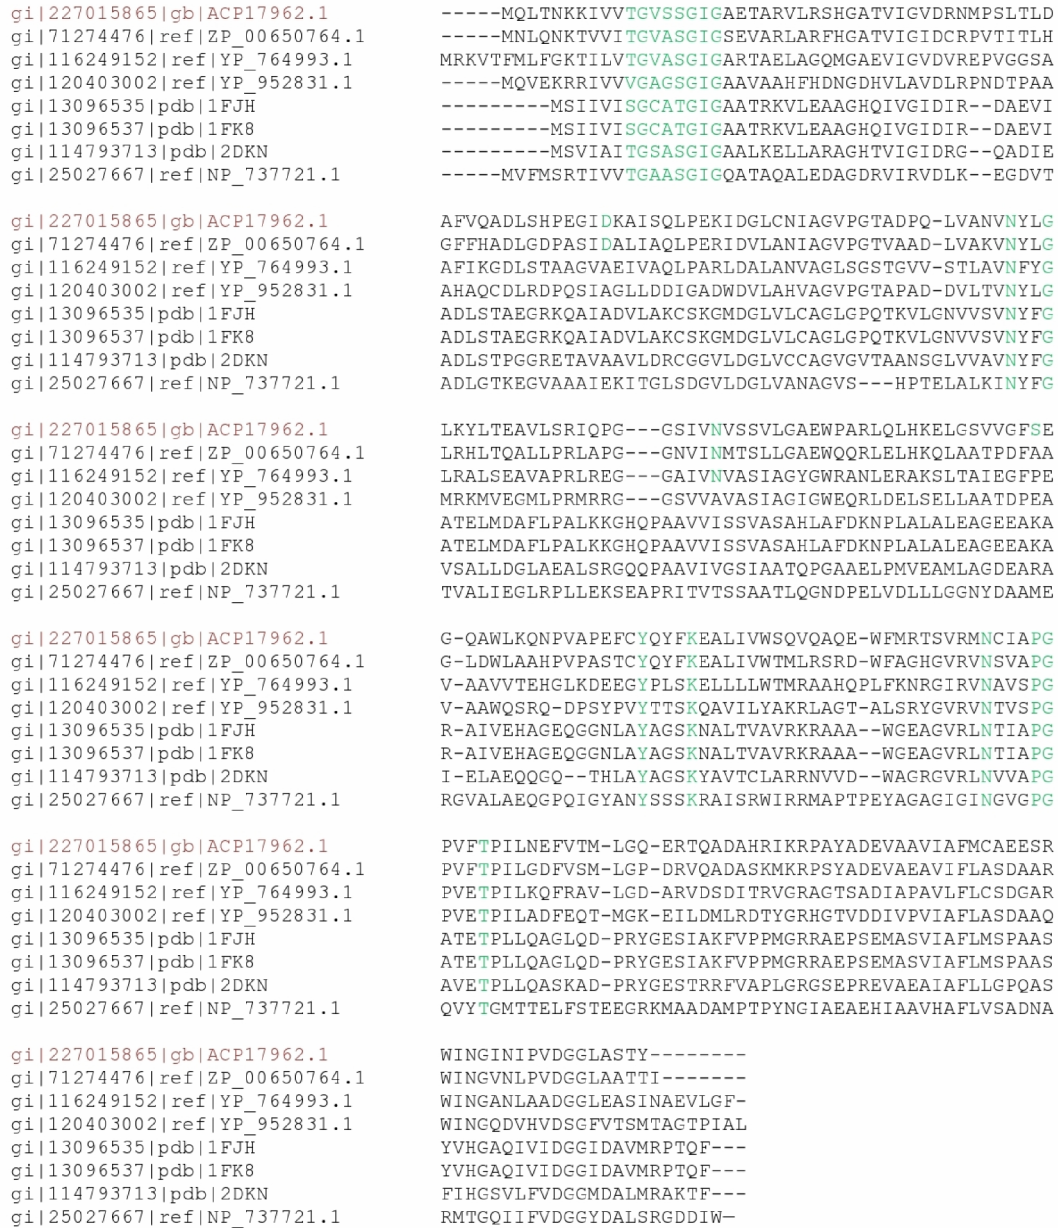 gi|227015865|gb|ACP17962.1 -----MQLTNKKIVVTGVSSGIGAETARVLRSHGATVIGVDRNMPSLTLD
gi|71274476|ref|ZP_00650764.1 -----MNLQNKTVVITGVASGIGSEVARLARFHGATVIGIDCRPVTITLH
gi|116249152|ref|YP_764993.1 MRKVTFMLFGKTILVTGVASGIGARTAELAGQMGAEVIGVDVREPVGGSA
gi|120403002|ref|YP_952831.1 -----MQVEKRRIVVVGAGSGIGAAVAAHFHDNGDHVLAVDLRPNDTPAA
gi|13096535|pdb|1FJH ---------MSIIVISGCATGIGAATRKVLEAAGHQIVGIDIR--DAEVI
gi|13096537|pdb|1FK8 ---------MSIIVISGCATGIGAATRKVLEAAGHQIVGIDIR--DAEVI
gi|114793713|pdb|2DKN ---------MSVIAITGSASGIGAALKELLARAGHTVIGIDRG--QADIE
gi|25027667|ref|NP_737721.1 -----MVFMSRTIVVTGAASGIGQATAQALEDAGDRVIRVDLK--EGDVT
gi|227015865|gb|ACP17962.1 AFVQADLSHPEGIDKAISQLPEKIDGLCNIAGVPGTADPQ-LVANVNYLG
gi|71274476|ref|ZP_00650764.1 GFFHADLGDPASIDALIAQLPERIDVLANIAGVPGTVAAD-LVAKVNYLG
gi|116249152|ref|YP_764993.1 AFIKGDLSTAAGVAEIVAQLPARLDALANVAGLSGSTGVV-STLAVNFYG
gi|120403002|ref|YP_952831.1 AHAQCDLRDPQSIAGLLDDIGADWDVLAHVAGVPGTAPAD-DVLTVNYLG
gi|13096535|pdb|1FJH ADLSTAEGRKQAIADVLAKCSKGMDGLVLCAGLGPQTKVLGNVVSVNYFG
gi|13096537|pdb|1FK8 ADLSTAEGRKQAIADVLAKCSKGMDGLVLCAGLGPQTKVLGNVVSVNYFG
gi|114793713|pdb|2DKN ADLSTPGGRETAVAAVLDRCGGVLDGLVCCAGVGVTAANSGLVVAVNYFG
gi|25027667|ref|NP_737721.1 ADLGTKEGVAAAIEKITGLSDGVLDGLVANAGVS---HPTELALKINYFG
gi|227015865|gb|ACP17962.1 LKYLTEAVLSRIQPG---GSIVNVSSVLGAEWPARLQLHKELGSVVGFSE
gi|71274476|ref|ZP_00650764.1 LRHLTQALLPRLAPG---GNVINMTSLLGAEWQQRLELHKQLAATPDFAA
gi|116249152|ref|YP_764993.1 LRALSEAVAPRLREG---GAIVNVASIAGYGWRANLERAKSLTAIEGFPE
gi|120403002|ref|YP_952831.1 MRKMVEGMLPRMRRG---GSVVAVASIAGIGWEQRLDELSELLAATDPEA
gi|13096535|pdb|1FJH ATELMDAFLPALKKGHQPAAVVISSVASAHLAFDKNPLALALEAGEEAKA
gi|13096537|pdb|1FK8 ATELMDAFLPALKKGHQPAAVVISSVASAHLAFDKNPLALALEAGEEAKA
gi|114793713|pdb|2DKN VSALLDGLAEALSRGQQPAAVIVGSIAATQPGAAELPMVEAMLAGDEARA
gi|25027667|ref|NP_737721.1 TVALIEGLRPLLEKSEAPRITVTSSAATLQGNDPELVDLLLGGNYDAAME
gi|227015865|gb|ACP17962.1 G-QAWLKQNPVAPEFCYQYFKEALIVWSQVQAQE-WFMRTSVRMNCIAPG
gi|71274476|ref|ZP_00650764.1 G-LDWLAAHPVPASTCYQYFKEALIVWTMLRSRD-WFAGHGVRVNSVAPG
gi|116249152|ref|YP_764993.1 V-AAVVTEHGLKDEEGYPLSKELLLLWTMRAAHQPLFKNRGIRVNAVSPG
gi|120403002|ref|YP_952831.1 V-AAWQSRQ-DPSYPVYTTSKQAVILYAKRLAGT-ALSRYGVRVNTVSPG
gi|13096535|pdb|1FJH R-AIVEHAGEQGGNLAYAGSKNALTVAVRKRAAA--WGEAGVRLNTIAPG
gi|13096537|pdb|1FK8 R-AIVEHAGEQGGNLAYAGSKNALTVAVRKRAAA--WGEAGVRLNTIAPG
gi|114793713|pdb|2DKN I-ELAEQQGQ--THLAYAGSKYAVTCLARRNVVD--WAGRGVRLNVVAPG
gi|25027667|ref|NP_737721.1 RGVALAEQGPQIGYANYSSSKRAISRWIRRMAPTPEYAGAGIGINGVGPG
gi|227015865|gb|ACP17962.1 PVFTPILNEFVTM-LGQ-ERTQADAHRIKRPAYADEVAAVIAFMCAEESR
gi|71274476|ref|ZP_00650764.1 PVFTPILGDFVSM-LGP-DRVQADASKMKRPSYADEVAEAVIFLASDAAR
gi|116249152|ref|YP_764993.1 PVETPILKQFRAV-LGD-ARVDSDITRVGRAGTSADIAPAVLFLCSDGAR
gi|120403002|ref|YP_952831.1 PVETPILADFEQT-MGK-EILDMLRDTYGRHGTVDDIVPVIAFLASDAAQ
gi|13096535|pdb|1FJH ATETPLLQAGLQD-PRYGESIAKFVPPMGRRAEPSEMASVIAFLMSPAAS
gi|13096537|pdb|1FK8 ATETPLLQAGLQD-PRYGESIAKFVPPMGRRAEPSEMASVIAFLMSPAAS
gi|114793713|pdb|2DKN AVETPLLQASKAD-PRYGESTRRFVAPLGRGSEPREVAEAIAFLLGPQAS
gi|25027667|ref|NP_737721.1 QVYTGMTTELFSTEEGRKMAADAMPTPYNGIAEAEHIAAVHAFLVSADNA
gi|227015865|gb|ACP17962.1 WINGINIPVDGGLASTY--------
gi|71274476|ref|ZP_00650764.1 WINGVNLPVDGGLAATTI-------
gi|116249152|ref|YP_764993.1 WINGANLAADGGLEASINAEVLGF-
gi|120403002|ref|YP_952831.1 WINGQDVHVDSGFVTSMTAGTPIAL
gi|13096535|pdb|1FJH YVHGAQIVIDGGIDAVMRPTQF---
gi|13096537|pdb|1FK8 YVHGAQIVIDGGIDAVMRPTQF---
gi|114793713|pdb|2DKN FIHGSVLFVDGGMDALMRAKTF---
gi|25027667|ref|NP_737721.1 RMTGQIIFVDGGYDALSRGDDIW—